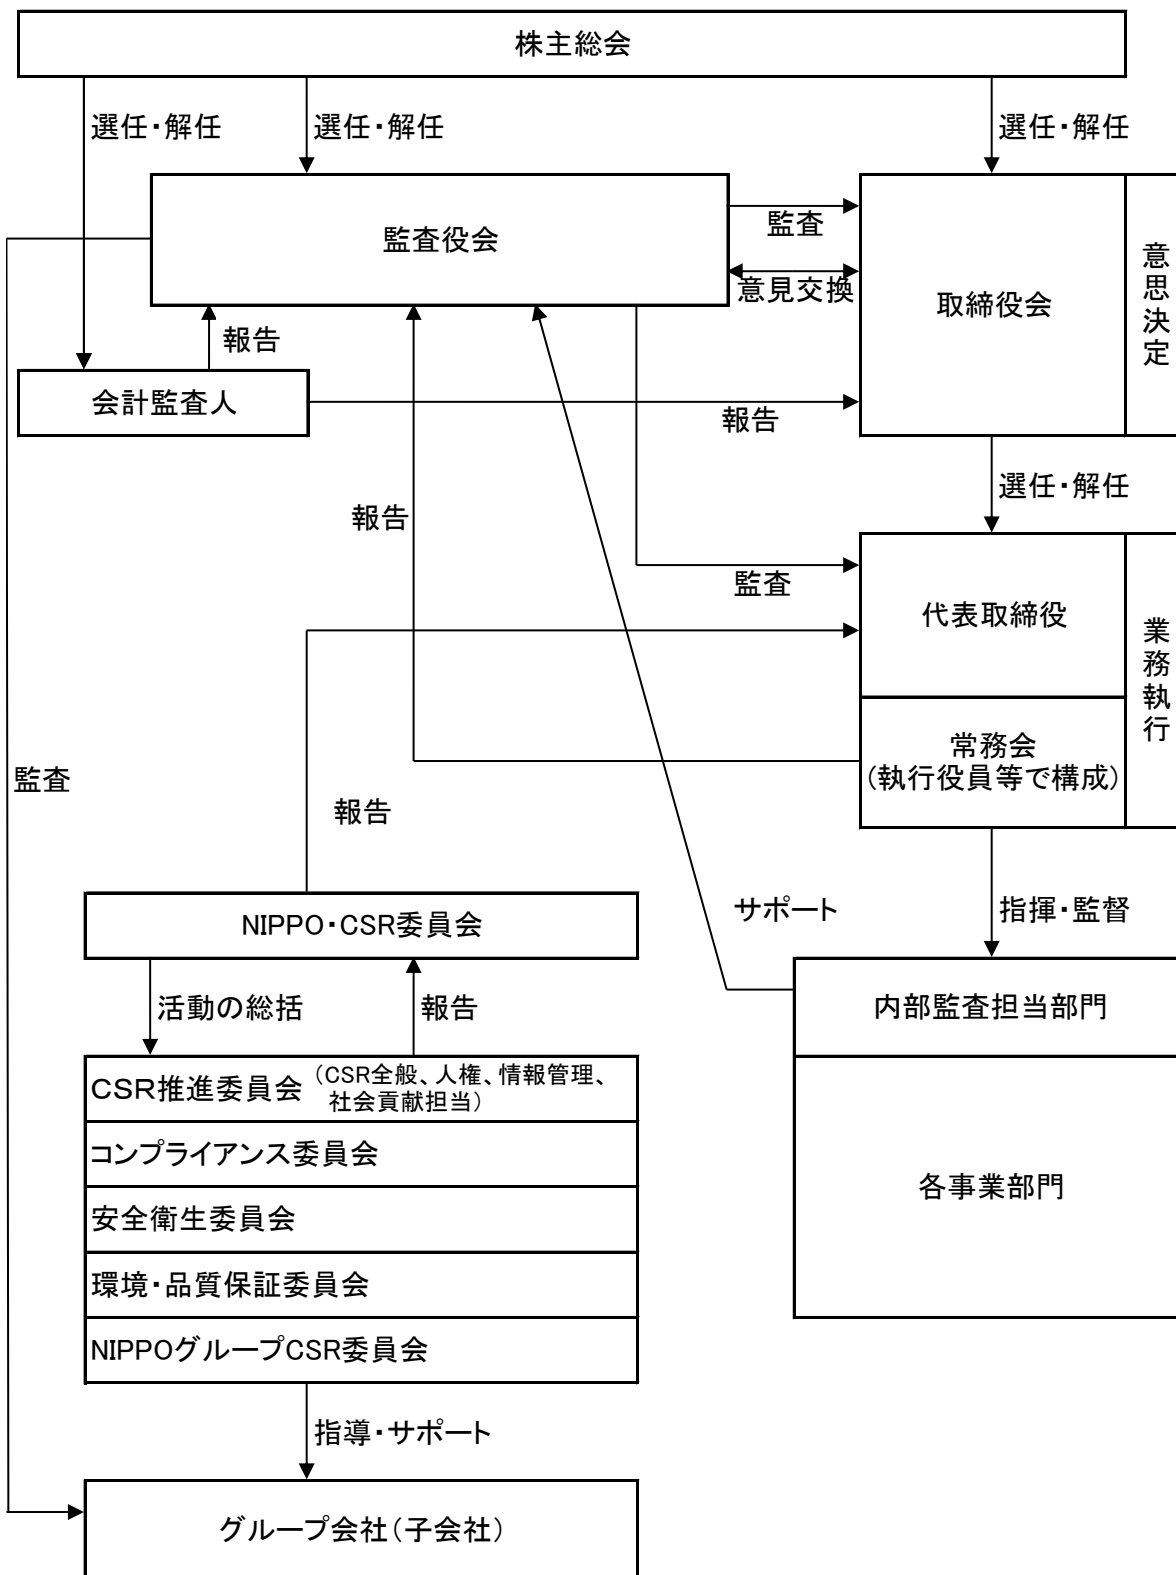 株主総会
選任・解任
選任・解任
選任・解任
監査役会
監査
意見交換
取締役会
意思決定
報告
会計監査人
報告
選任・解任
報告
監査
代表取締役
業務執行
常務会
(執行役員等で構成)
監査
報告
NIPPO・CSR委員会
サポート
指揮・監督
活動の総括
報告
内部監査担当部門
CSR推進委員会 (CSR全般、人権、情報管理、
社会貢献担当)
コンプライアンス委員会
各事業部門
安全衛生委員会
環境・品質保証委員会
NIPPOグループCSR委員会
指導・サポート
グループ会社(子会社)